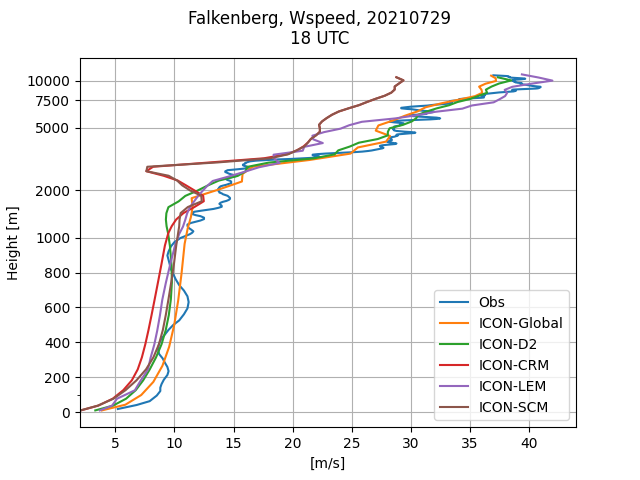 Falkenberg, Wspeed, 20210729
18 UTC
Height [m]
10000
7500
5000
2000
1000
800
600
400
200
0
Obs
ICON-Global
ICON-D2
ICON-CRM
ICON-LEM
ICON-SCM
5 10 15 20 25 30 35 40
[m/s]